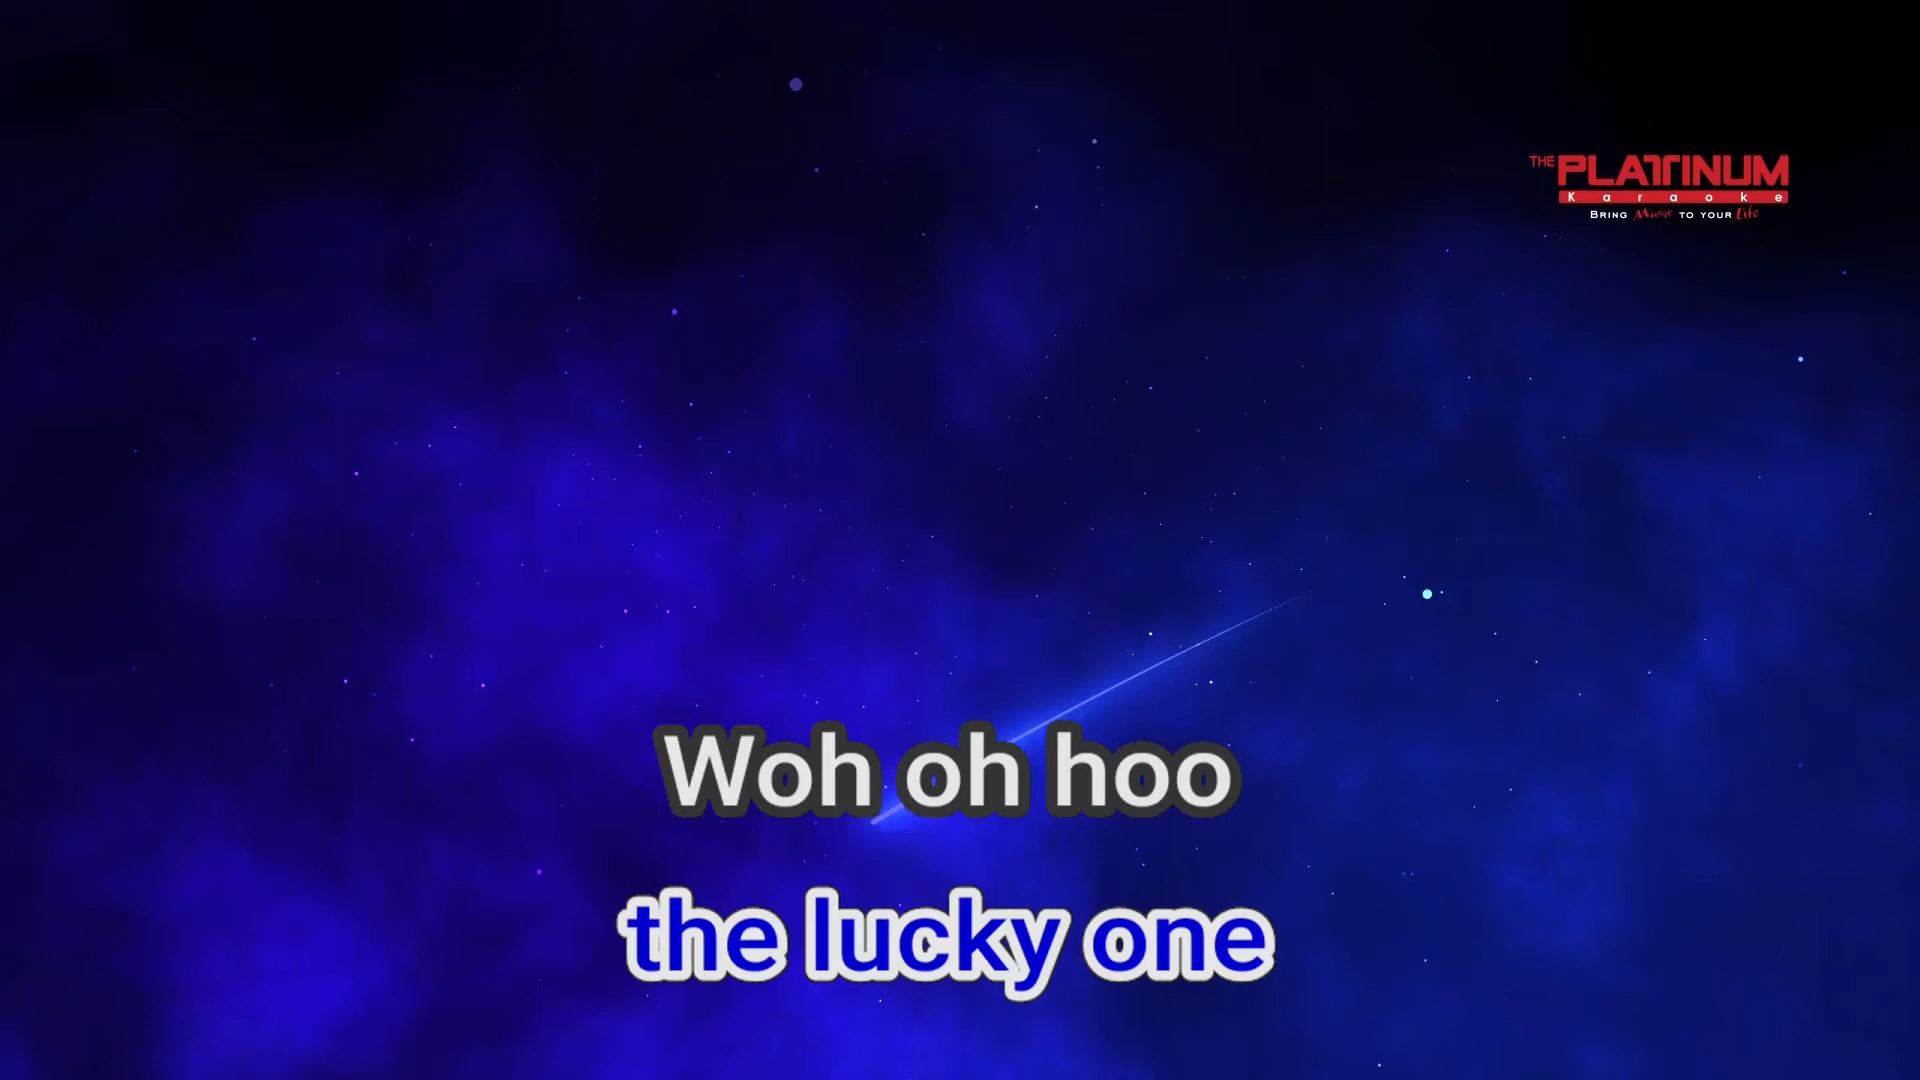 THE PLATINUM
Karaoke
BRING Music TO YOUR Life
Woh oh hoo
the lucky one